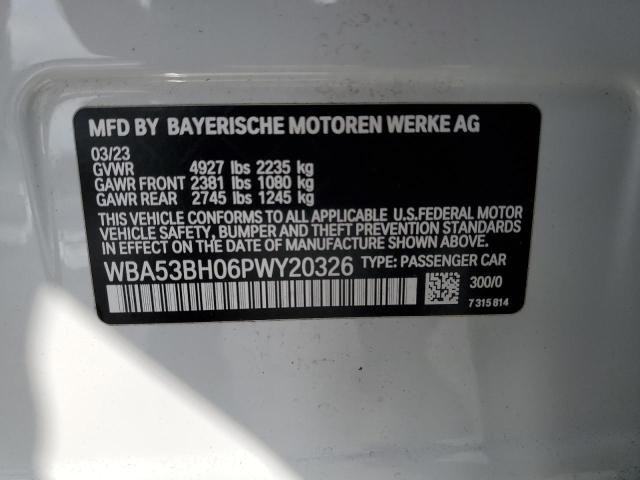 MFD BY BAYERISCHE MOTOREN WERKE AG
03/23
GVWR 4927 lbs 2235 kg
GAWR FRONT 2381 lbs 1080 kg
GAWR REAR 2745 lbs 1245 kg
THIS VEHICLE CONFORMS TO ALL APPLICABLE U.S.FEDERAL MOTOR
VEHICLE SAFETY, BUMPER AND THEFT PREVENTION STANDARDS
IN EFFECT ON THE DATE OF MANUFACTURE SHOWN ABOVE.
WBA53BH06PWY20326 TYPE: PASSENGER CAR
300/0
7 315 814